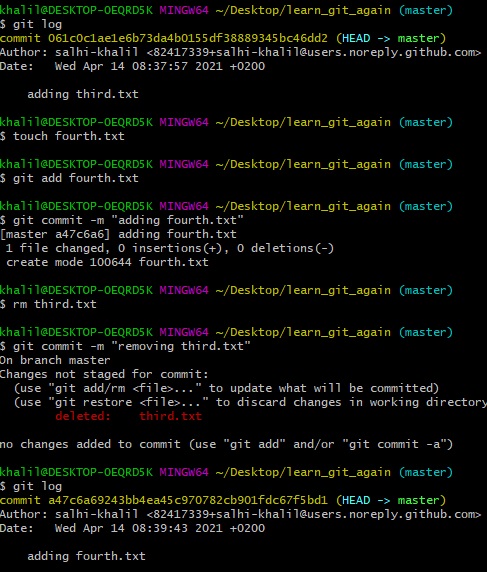 khalil@DESKTOP-OEQRD5K MINGW64 ~/Desktop/learn_git_again (master)
$ git log
commit 061c0c1ae1e6b73da4b0155df38889345bc46dd2 (HEAD -> master)
Author: salhi-khalil <82417339+salhi-khalil@users.noreply.github.com>
Date:   Wed Apr 14 08:37:57 2021 +0200
    adding third.txt
khalil@DESKTOP-OEQRD5K MINGW64 ~/Desktop/learn_git_again (master)
$ touch fourth.txt
khalil@DESKTOP-OEQRD5K MINGW64 ~/Desktop/learn_git_again (master)
$ git add fourth.txt
khalil@DESKTOP-OEQRD5K MINGW64 ~/Desktop/learn_git_again (master)
$ git commit -m "adding fourth.txt"
[master a47c6a6] adding fourth.txt
 1 file changed, 0 insertions(+), 0 deletions(-)
 create mode 100644 fourth.txt
khalil@DESKTOP-OEQRD5K MINGW64 ~/Desktop/learn_git_again (master)
$ rm third.txt
khalil@DESKTOP-OEQRD5K MINGW64 ~/Desktop/learn_git_again (master)
$ git commit -m "removing third.txt"
On branch master
Changes not staged for commit:
  (use "git add/rm <file>..." to update what will be committed)
  (use "git restore <file>..." to discard changes in working directory
        deleted:    third.txt
no changes added to commit (use "git add" and/or "git commit -a")
khalil@DESKTOP-OEQRD5K MINGW64 ~/Desktop/learn_git_again (master)
$ git log
commit a47c6a69243bb4ea45c970782cb901fdc67f5bd1 (HEAD -> master)
Author: salhi-khalil <82417339+salhi-khalil@users.noreply.github.com>
Date:   Wed Apr 14 08:39:43 2021 +0200
    adding fourth.txt